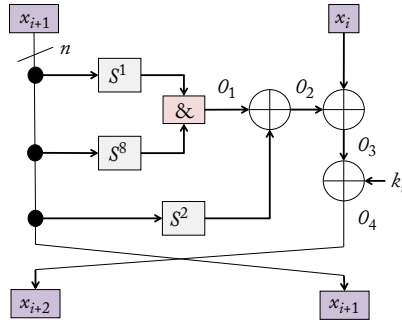 x_{i+1} x_i
n
S^1
& O_1 O_2
S^8 O_3
k_i
S^2 O_4
x_{i+2} x_{i+1}